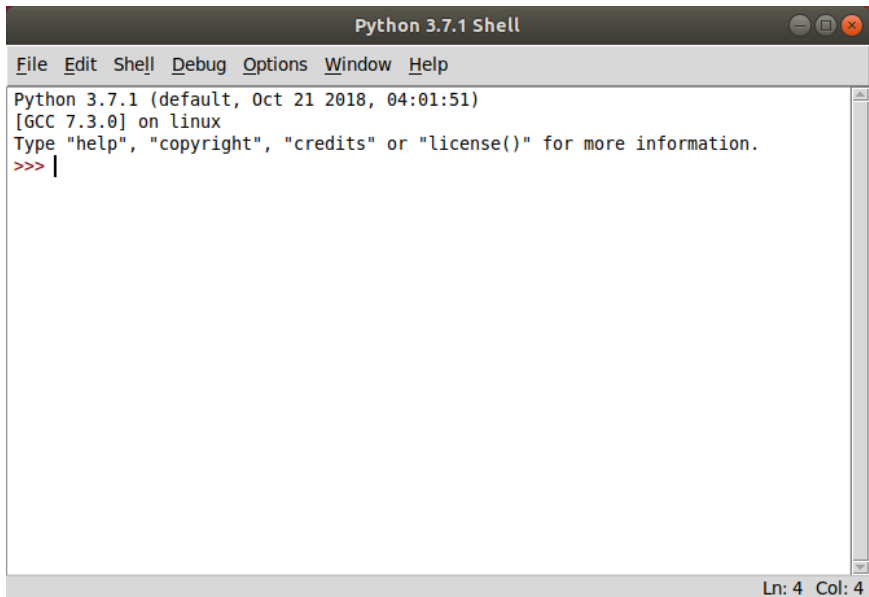 Python 3.7.1 Shell
File Edit Shell Debug Options Window Help
Python 3.7.1 (default, Oct 21 2018, 04:01:51)
[GCC 7.3.0] on linux
Type "help", "copyright", "credits" or "license()" for more information.
>>>
Ln: 4 Col: 4